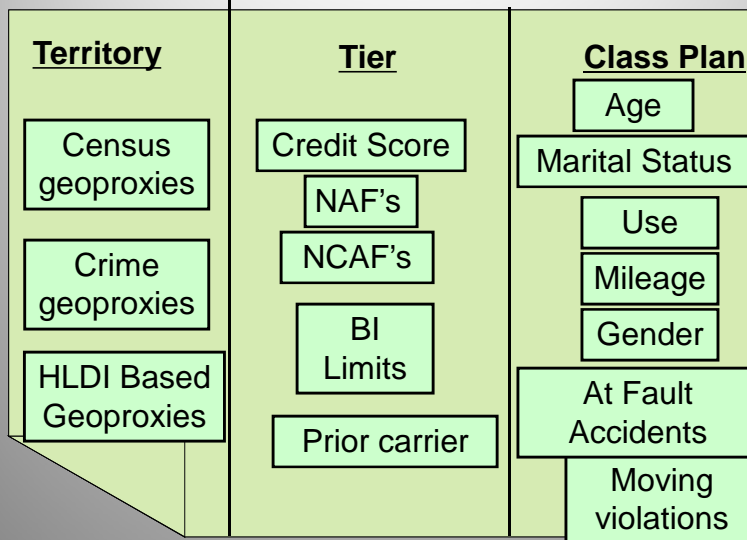 Territory
Census
geoproxies
Crime
geoproxies
HLDI Based
Geoproxies
Tier
Credit Score
NAF's
NCAF's
BI
Limits
Prior carrier
Class Plan
Age
Marital Status
Use
Mileage
Gender
At Fault
Accidents
Moving
violations